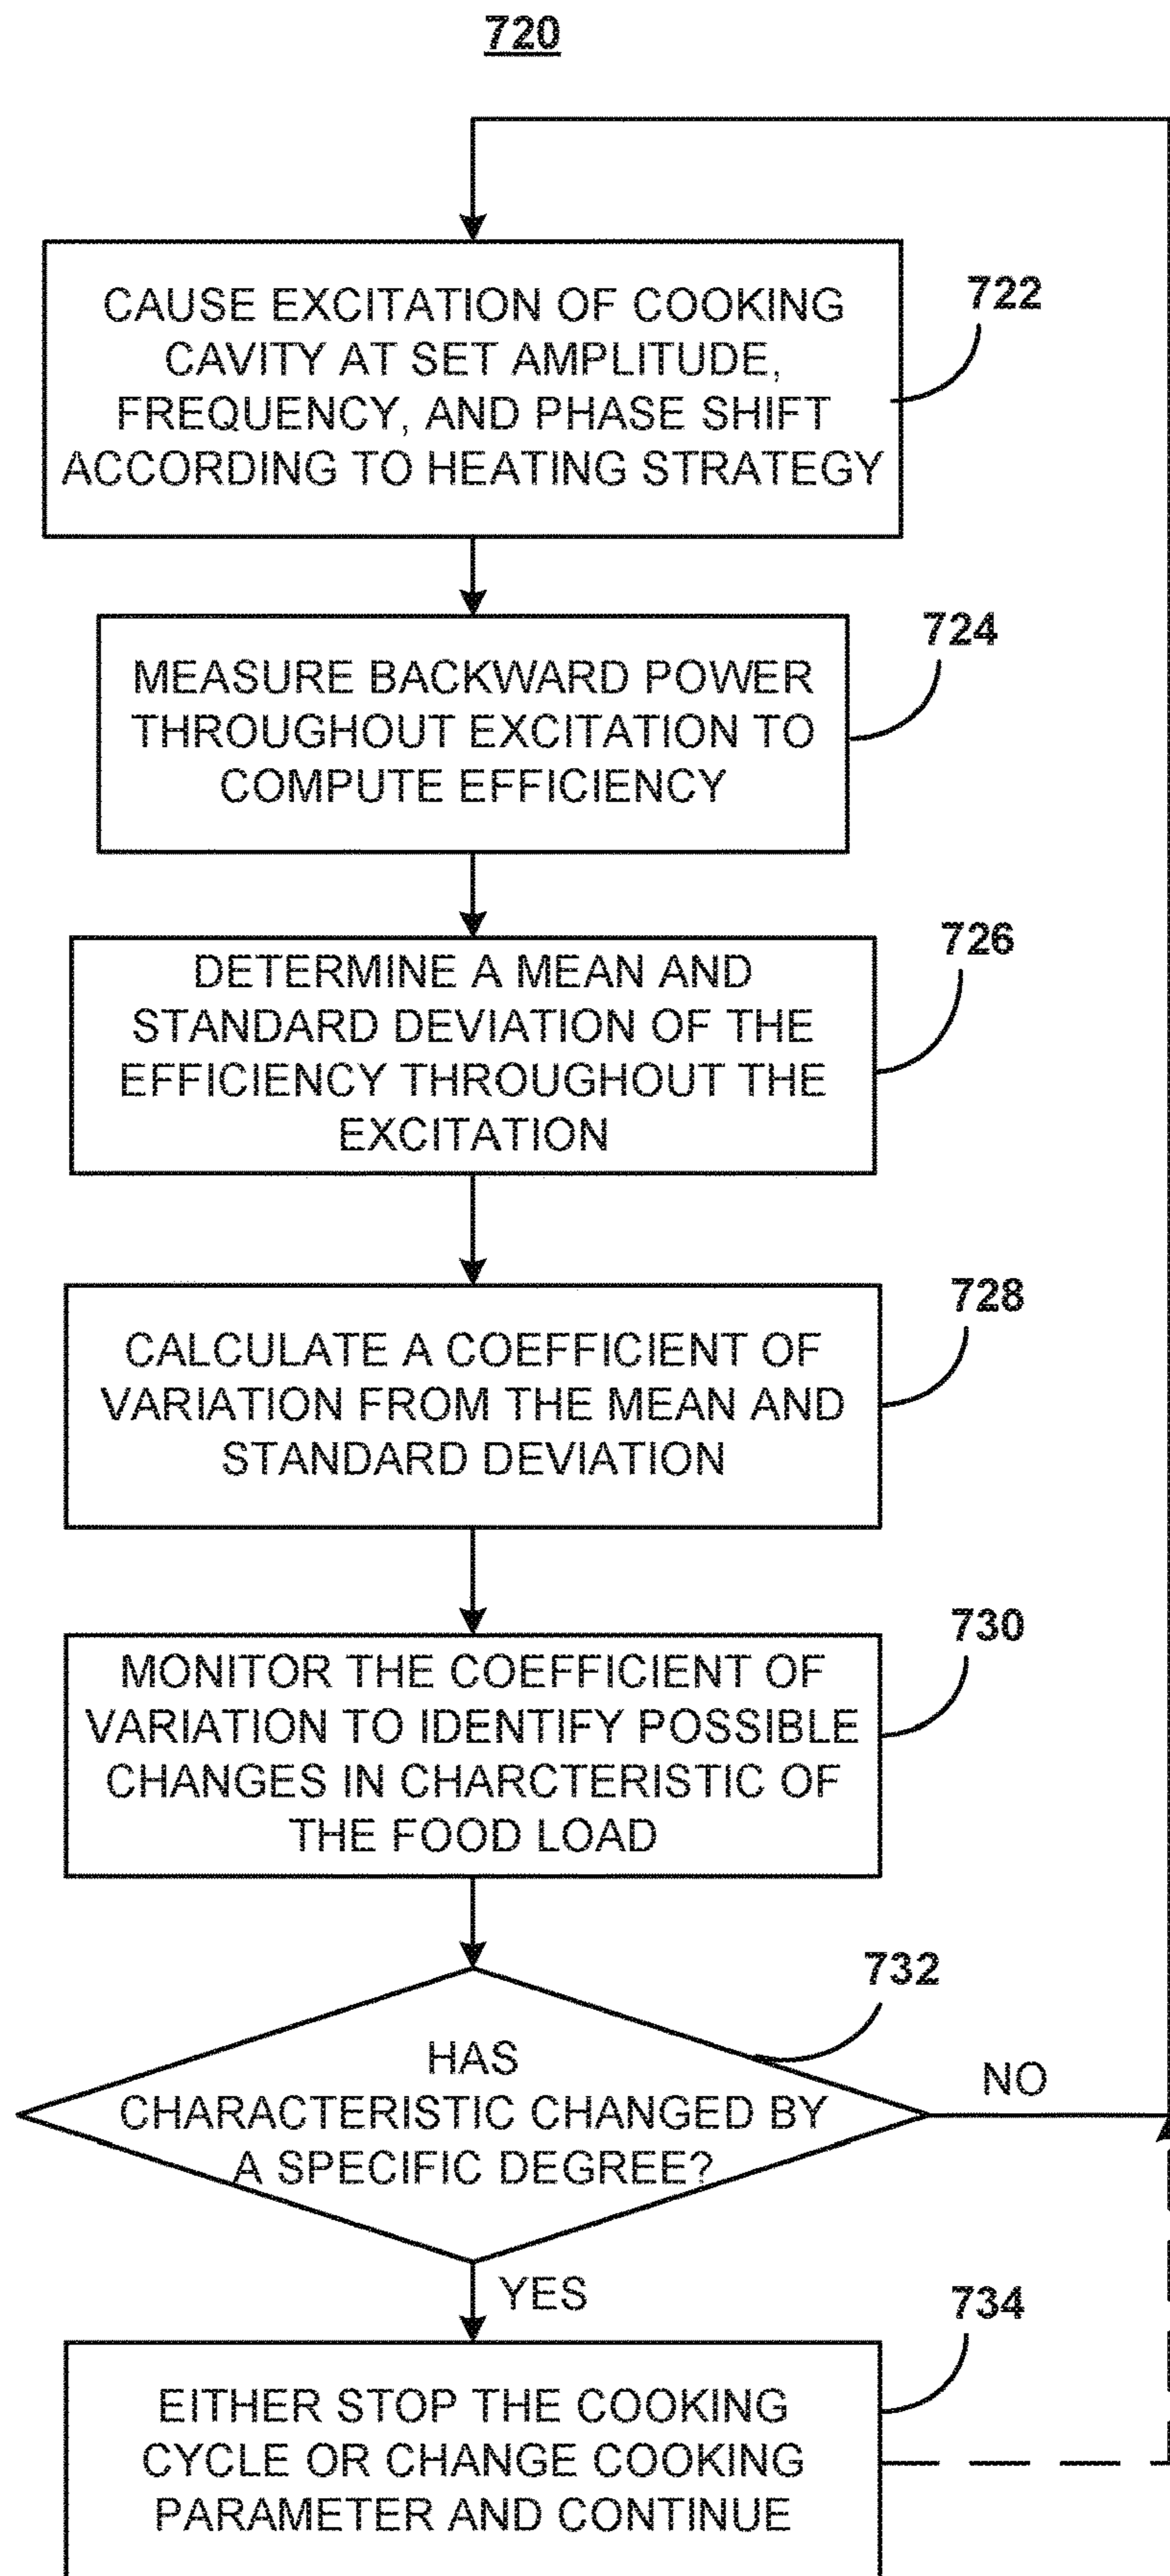 720
CAUSE EXCITATION OF COOKING
CAVITY AT SET AMPLITUDE,
FREQUENCY, AND PHASE SHIFT
ACCORDING TO HEATING STRATEGY
722
MEASURE BACKWARD POWER
THROUGHOUT EXCITATION TO
COMPUTE EFFICIENCY
724
DETERMINE A MEAN AND
STANDARD DEVIATION OF THE
EFFICIENCY THROUGHOUT THE
EXCITATION
726
CALCULATE A COEFFICIENT OF
VARIATION FROM THE MEAN AND
STANDARD DEVIATION
728
MONITOR THE COEFFICIENT OF
VARIATION TO IDENTIFY POSSIBLE
CHANGES IN CHARCTERISTIC OF
THE FOOD LOAD
730
HAS
CHARACTERISTIC CHANGED BY
A SPECIFIC DEGREE?
732
NO
YES
EITHER STOP THE COOKING
CYCLE OR CHANGE COOKING
PARAMETER AND CONTINUE
734